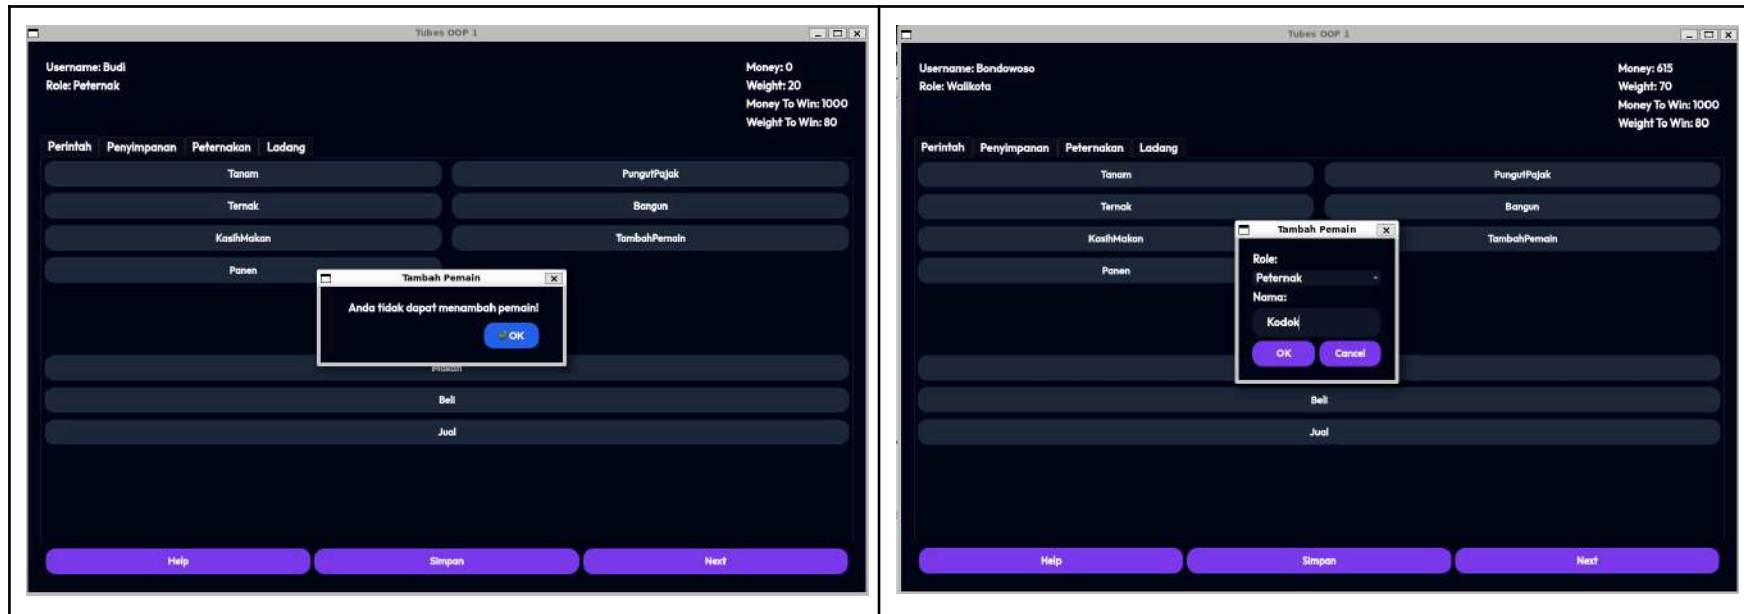 Tubes OOP 1
Username: Budi
Role: Peternak
Money: 0
Weight: 20
Money To Win: 1000
Weight To Win: 80
Perintah Penyimpanan Peternakan Ladang
Tanam PungutPajak
Ternak Bangun
KasihMakan TambahPemain
Panen
Tambah Pemain
Anda tidak dapat menambah pemain!
OK
Makan
Beli
Jual
Help Simpan Next
Tubes OOP 1
Username: Bondowoso
Role: Walikota
Money: 615
Weight: 70
Money To Win: 1000
Weight To Win: 80
Perintah Penyimpanan Peternakan Ladang
Tanam PungutPajak
Ternak Bangun
KasihMakan TambahPemain
Panen
Tambah Pemain
Role:
Peternak
Nama:
Kodok
OK Cancel
Beli
Jual
Help Simpan Next